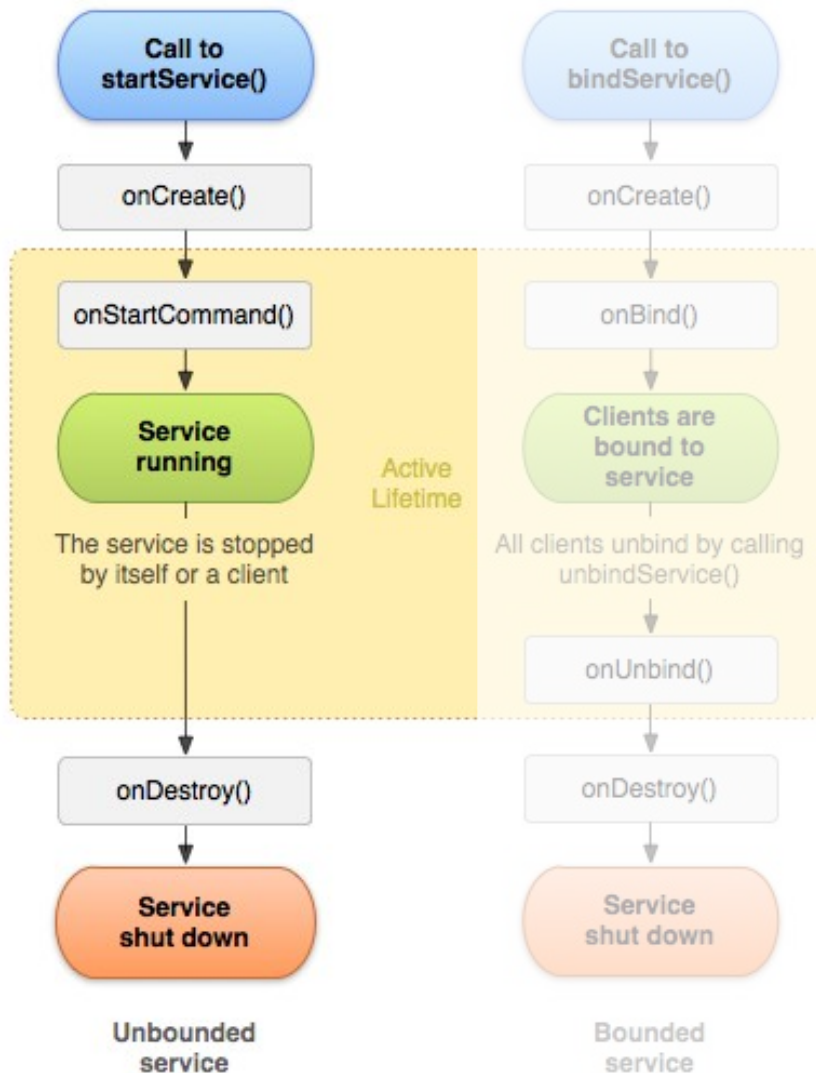 Call to
startService()
onCreate()
onStartCommand()
Service
running
Active
Lifetime
The service is stopped
by itself or a client
onDestroy()
Service
shut down
Unbounded
service
Call to
bindService()
onCreate()
onBind()
Clients are
bound to
service
All clients unbind by calling
unbindService()
onUnbind()
onDestroy()
Service
shut down
Bounded
service